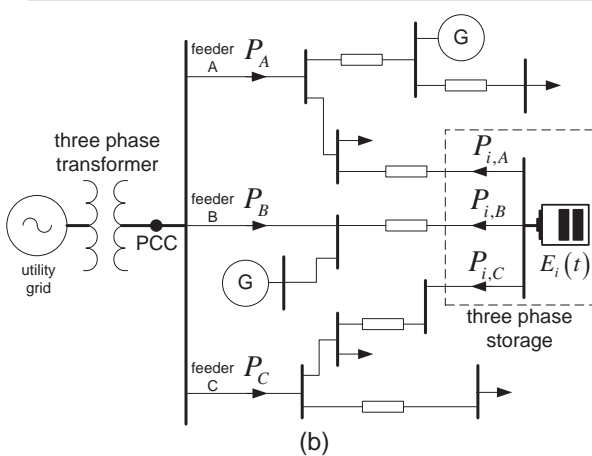 feeder
A
P_A
G
three phase
transformer
P_{i,A}
feeder
B
P_B
P_{i,B}
PCC
utility
grid
G
P_{i,C}
E_i(t)
three phase
storage
feeder
C
P_C
(b)